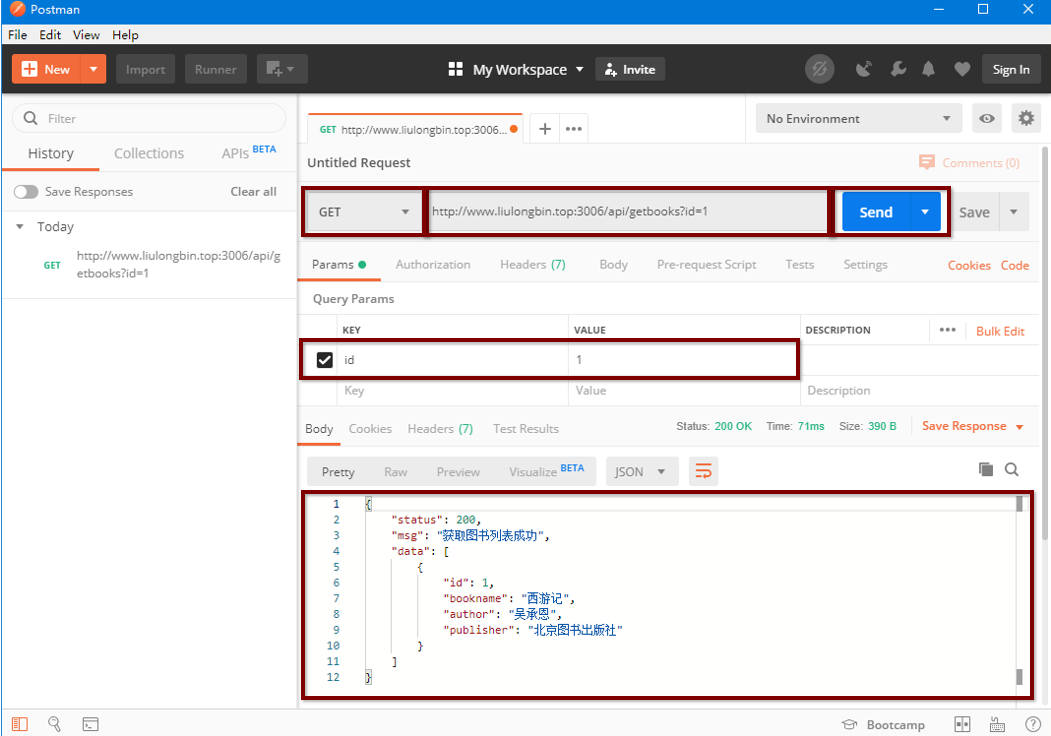 Postman
File Edit View Help
New Import Runner My Workspace Invite Sign In
Filter
History Collections APIs BETA
Save Responses Clear all
Today
GET http://www.liulongbin.top:3006/api/g
etbooks?id=1
GET http://www.liulongbin.top:3006... + ••• No Environment
Untitled Request Comments (0)
GET http://www.liulongbin.top:3006/api/getbooks?id=1 Send Save
Params Authorization Headers (7) Body Pre-request Script Tests Settings Cookies Code
Query Params
KEY VALUE DESCRIPTION ••• Bulk Edit
id 1
Key Value Description
Body Cookies Headers (7) Test Results Status: 200 OK Time: 71ms Size: 390 B Save Response
Pretty Raw Preview Visualize BETA JSON
1 {
2 "status": 200,
3 "msg": "获取图书列表成功",
4 "data": [
5 {
6 "id": 1,
7 "bookname": "西游记",
8 "author": "吴承恩",
9 "publisher": "北京图书出版社"
10 }
11 ]
12 }
Bootcamp